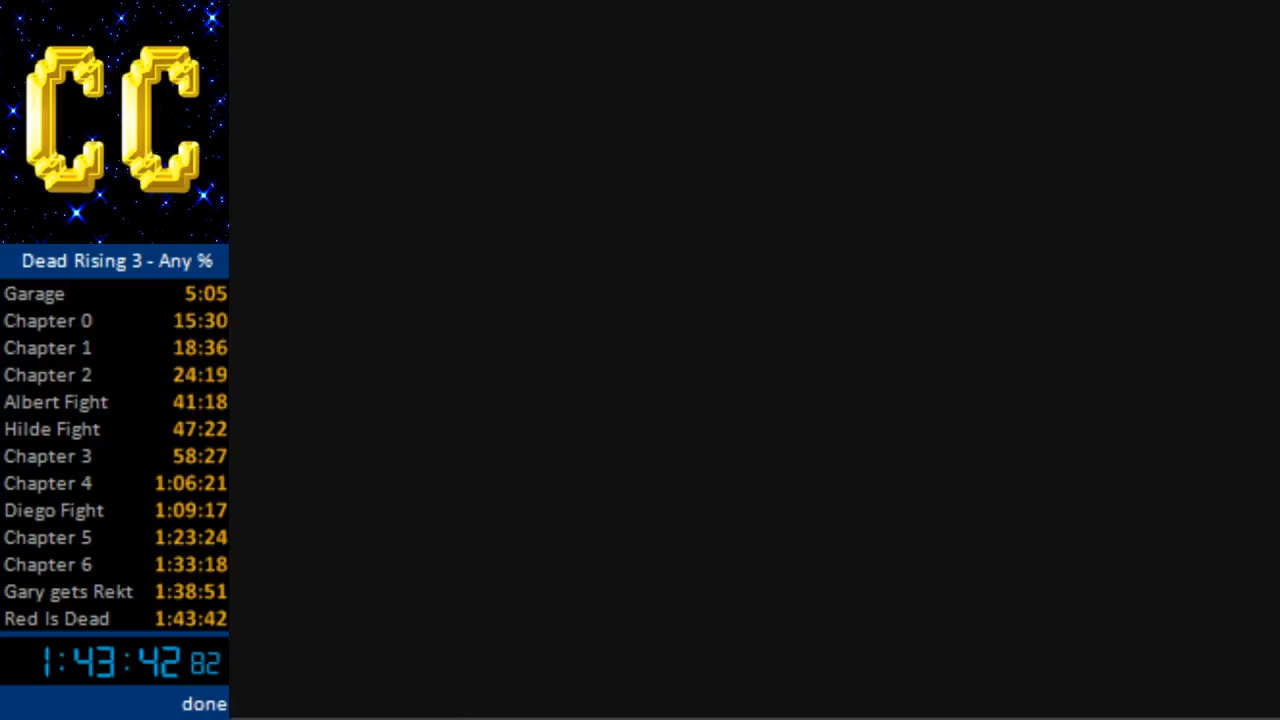 CC
Dead Rising 3 - Any %
Garage 5:05
Chapter 0 15:30
Chapter 1 18:36
Chapter 2 24:19
Albert Fight 41:18
Hilde Fight 47:22
Chapter 3 58:27
Chapter 4 1:06:21
Diego Fight 1:09:17
Chapter 5 1:23:24
Chapter 6 1:33:18
Gary gets Rekt 1:38:51
Red Is Dead 1:43:42
1:43:42 82
done